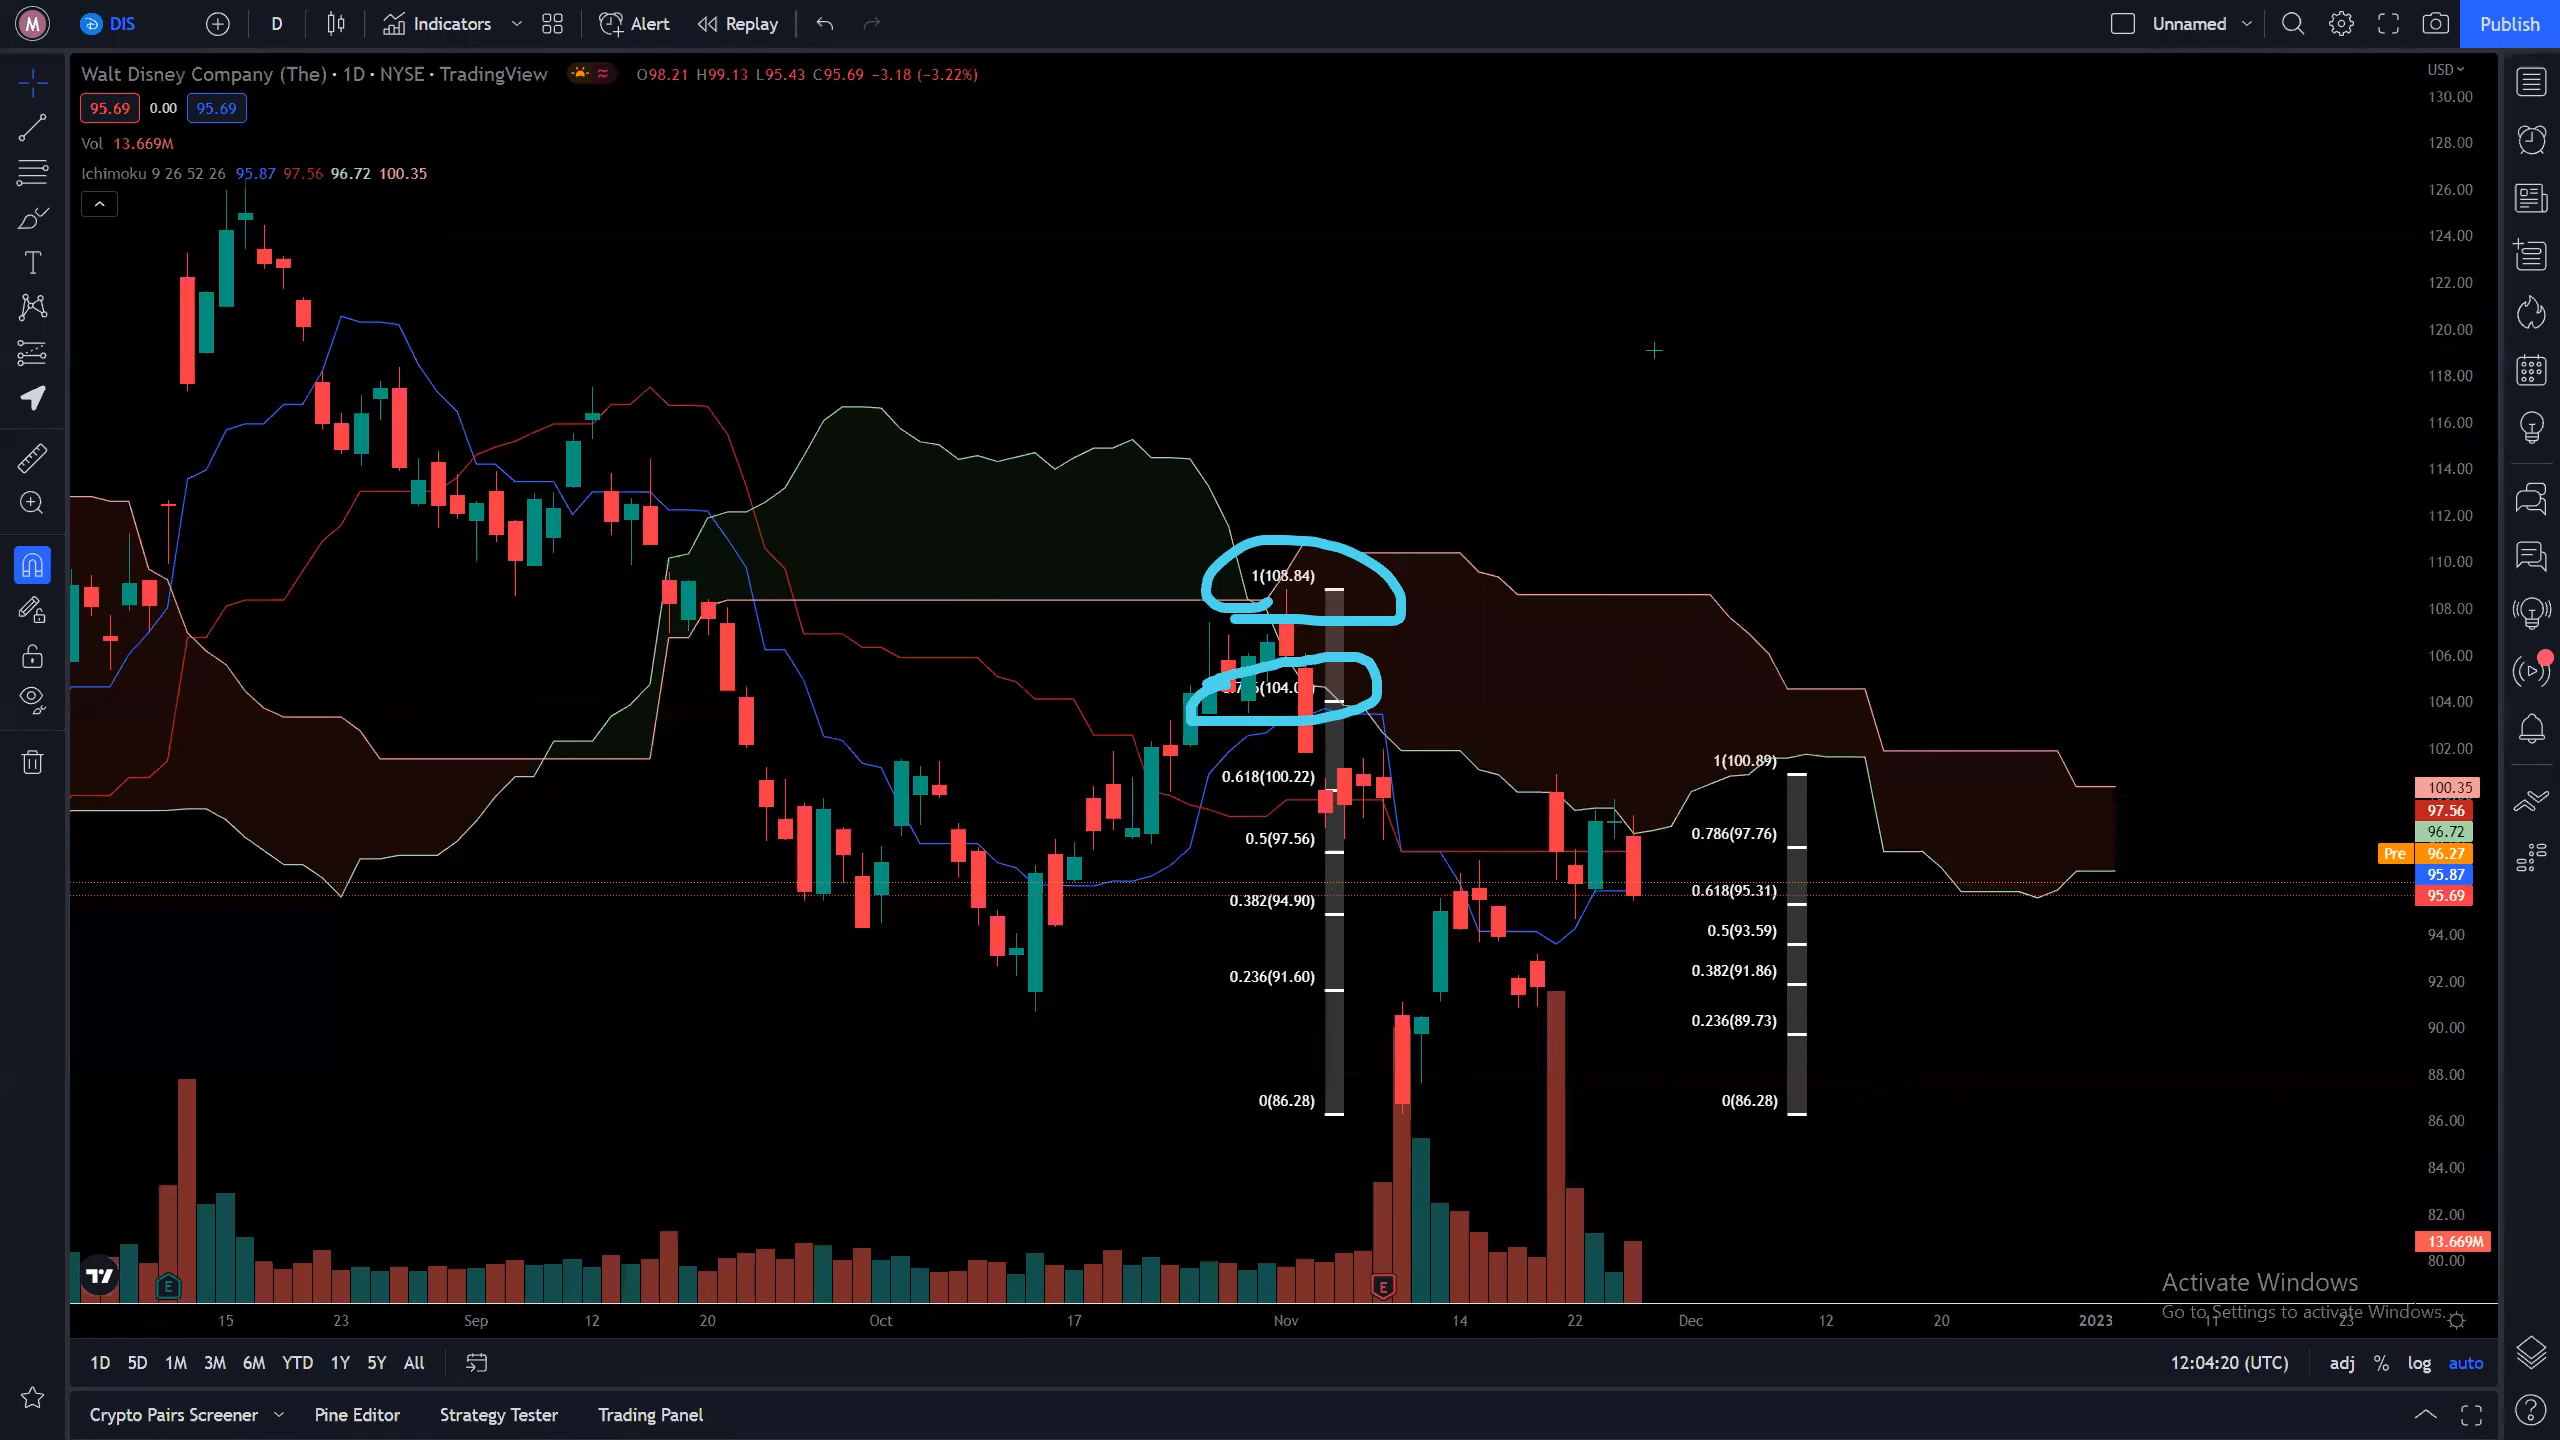 M DIS D Indicators Alert Replay Unnamed Publish
Walt Disney Company (The) · 1D · NYSE · TradingView O98.21 H99.13 L95.43 C95.69 −3.18 (−3.22%)
USD
95.69 0.00 95.69
Vol 13.669M
Ichimoku 9 26 52 26 95.87 97.56 96.72 100.35
130.00
128.00
126.00
124.00
122.00
120.00
118.00
116.00
114.00
112.00
110.00
108.00
106.00
104.00
102.00
100.35
97.56
96.72
Pre 96.27
95.87
95.69
94.00
92.00
90.00
88.00
86.00
84.00
82.00
13.669M
80.00
1(108.84)
0.618(100.22)
0.5(97.56)
0.382(94.90)
0.236(91.60)
0(86.28)
1(100.89)
0.786(97.76)
0.618(95.31)
0.5(93.59)
0.382(91.86)
0.236(89.73)
0(86.28)
E E
Activate Windows
Go to Settings to activate Windows.
15 23 Sep 12 20 Oct 17 Nov 14 22 Dec 12 20 2023 11 23
1D 5D 1M 3M 6M YTD 1Y 5Y All 12:04:20 (UTC) adj % log auto
Crypto Pairs Screener Pine Editor Strategy Tester Trading Panel